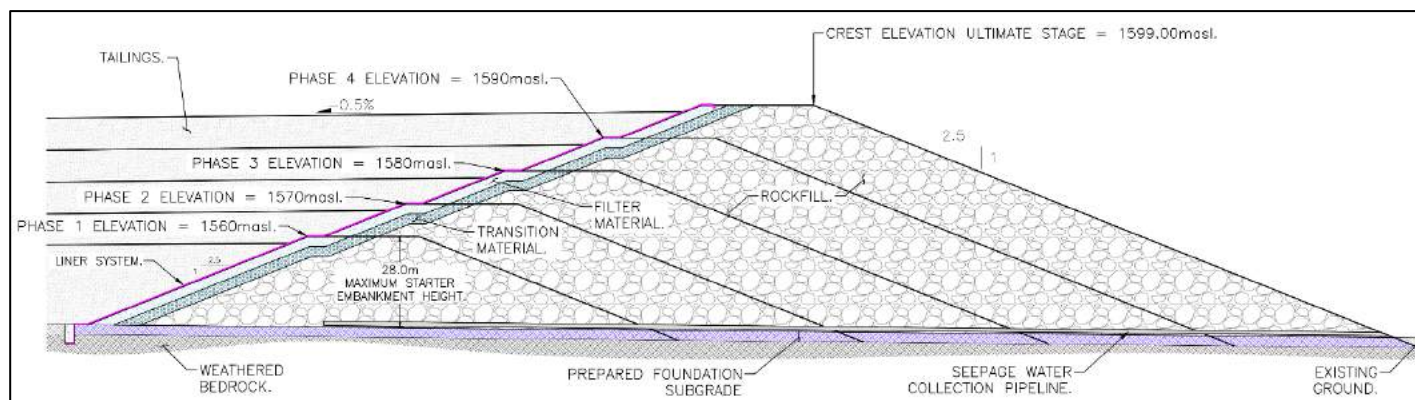 CREST ELEVATION ULTIMATE STAGE = 1599.00masl.
TAILINGS.
PHASE 4 ELEVATION = 1590masl.
-0.5%
2.5
1
PHASE 3 ELEVATION = 1580masl.
PHASE 2 ELEVATION = 1570masl.
ROCKFILL.
FILTER
MATERIAL.
PHASE 1 ELEVATION = 1560masl.
TRANSITION
MATERIAL.
LINER SYSTEM.
2.5
1
28.0m
MAXIMUM STARTER
EMBANKMENT HEIGHT.
WEATHERED
BEDROCK.
PREPARED FOUNDATION
SUBGRADE
SEEPAGE WATER
COLLECTION PIPELINE.
EXISTING
GROUND.